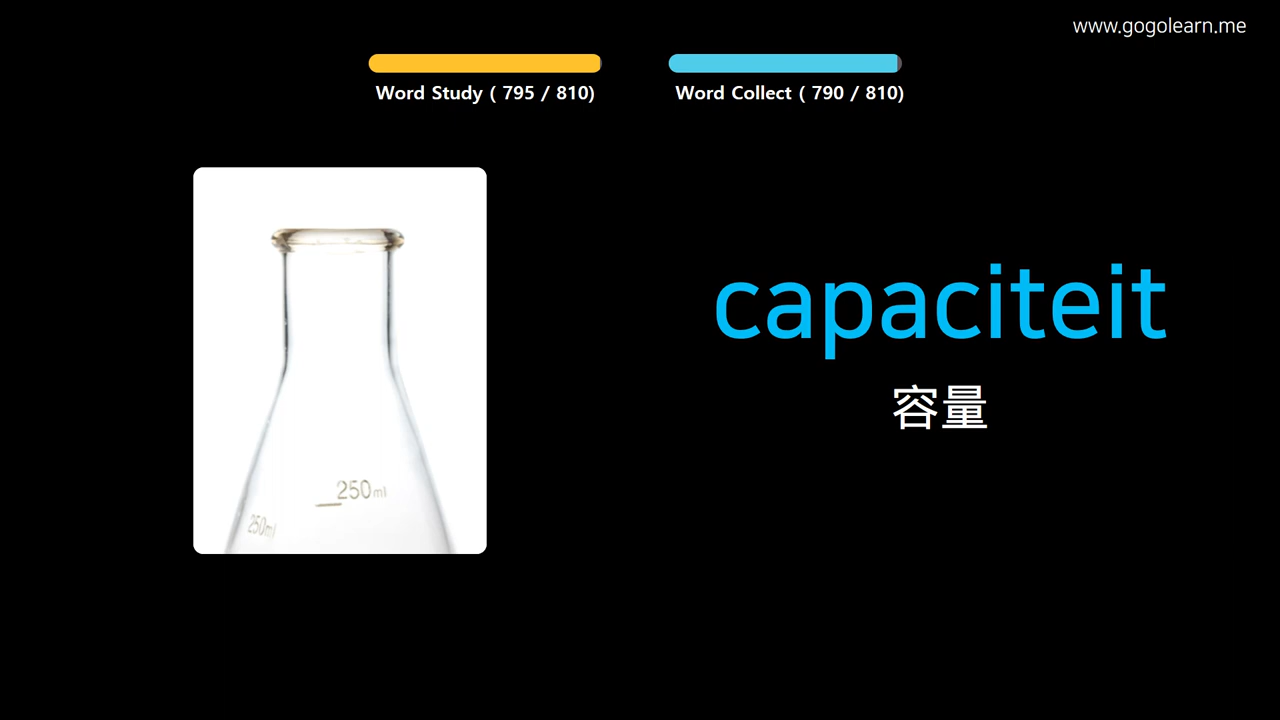 www.gogolearn.me
Word Study ( 795 / 810)
Word Collect ( 790 / 810)
capaciteit
容量
250ml
250ml